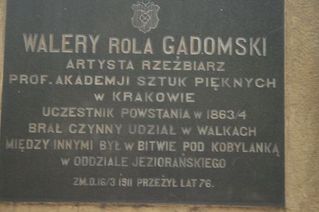 WALERY ROLA GADOMSKI
ARTYSTA RZEŹBIARZ
PROF. AKADEMJI SZTUK PIĘKNYCH
W KRAKOWIE
UCZESTNIK POWSTANIA W 1863/4
BRAŁ CZYNNY UDZIAŁ W WALKACH
MIĘDZY INNYMI BYŁ W BITWIE POD KOBYLANKĄ
W ODDZIALE JEZIORAŃSKIEGO
ZM. D. 16/3 1911 PRZEŻYŁ LAT 76.